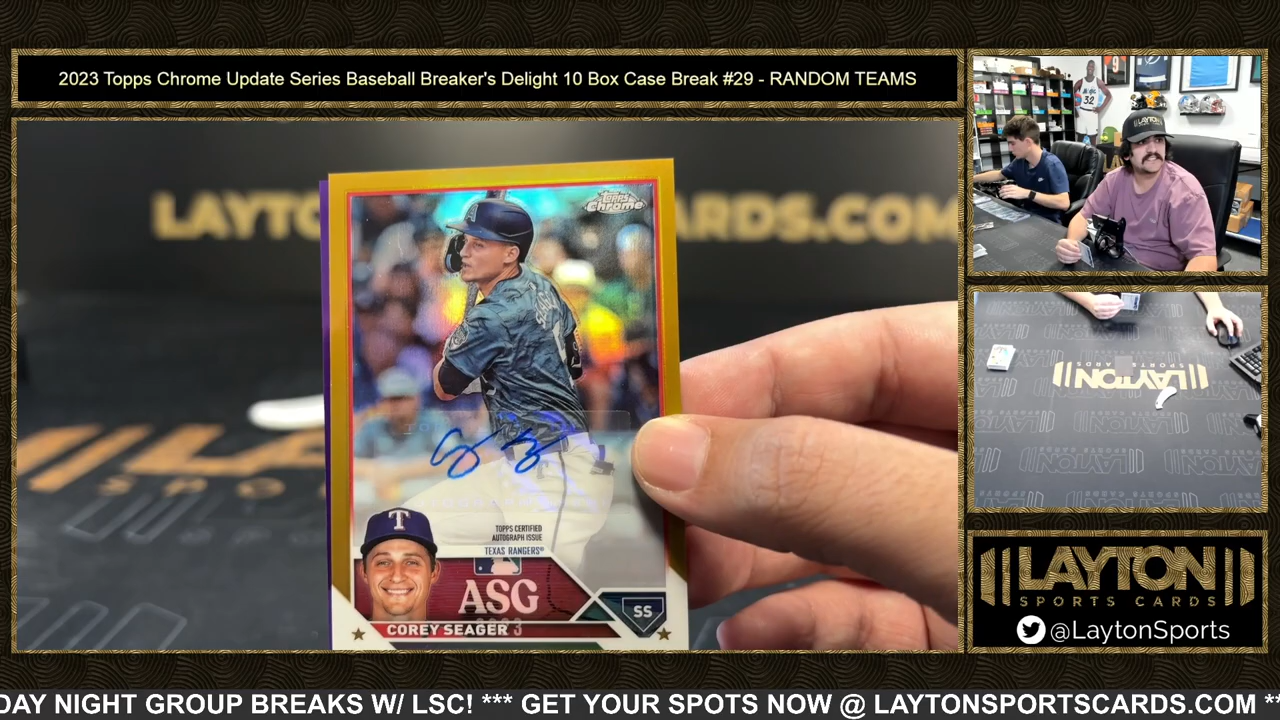 2023 Topps Chrome Update Series Baseball Breaker's Delight 10 Box Case Break #29 - RANDOM TEAMS
Topps
Chrome
TOPPS CERTIFIED
AUTOGRAPH ISSUE
TEXAS RANGERS®
ASG
SS
COREY SEAGER
LAYTON
SPORTS CARDS
LAYTON
SPORTS CARDS
@LaytonSports
DAY NIGHT GROUP BREAKS W/ LSC! *** GET YOUR SPOTS NOW @ LAYTONSPORTSCARDS.COM **